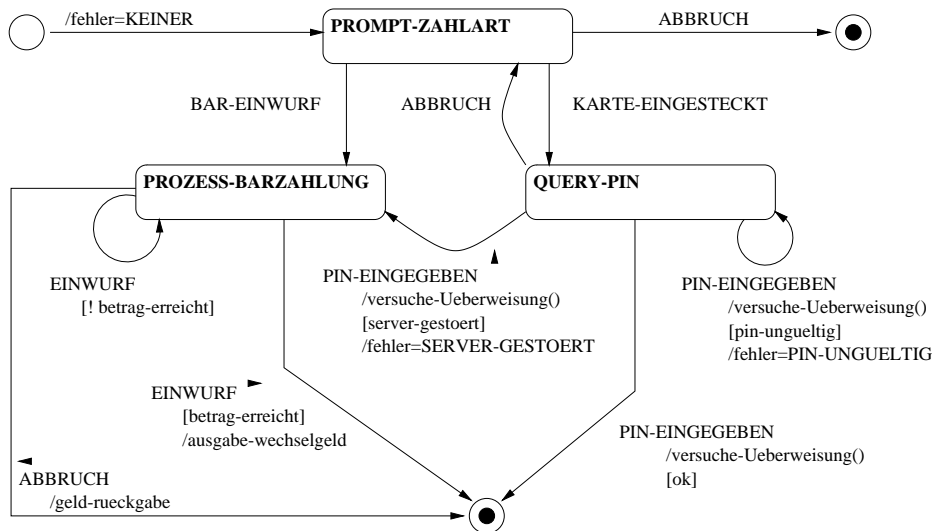 /fehler=KEINER
PROMPT-ZAHLART
ABBRUCH
BAR-EINWURF
ABBRUCH
KARTE-EINGESTECKT
PROZESS-BARZAHLUNG
QUERY-PIN
EINWURF
[! betrag-erreicht]
PIN-EINGEGEBEN
/versuche-Ueberweisung()
[server-gestoert]
/fehler=SERVER-GESTOERT
PIN-EINGEGEBEN
/versuche-Ueberweisung()
[pin-ungueltig]
/fehler=PIN-UNGUELTIG
EINWURF
[betrag-erreicht]
/ausgabe-wechselgeld
PIN-EINGEGEBEN
/versuche-Ueberweisung()
[ok]
ABBRUCH
/geld-rueckgabe